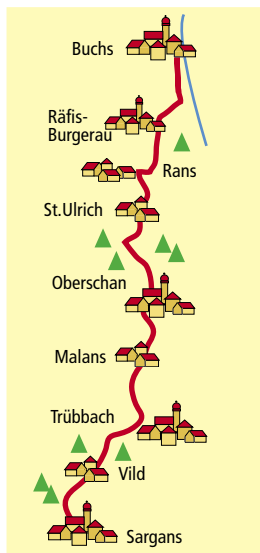 Buchs
Räfis-
Burgerau
Rans
St.Ulrich
Oberschan
Malans
Trübbach
Vild
Sargans